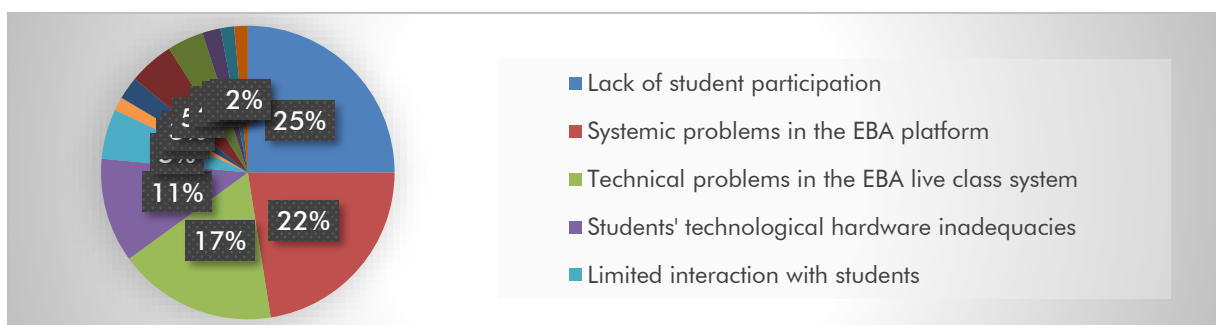 25%
22%
17%
11%
2%
Lack of student participation
Systemic problems in the EBA platform
Technical problems in the EBA live class system
Students' technological hardware inadequacies
Limited interaction with students